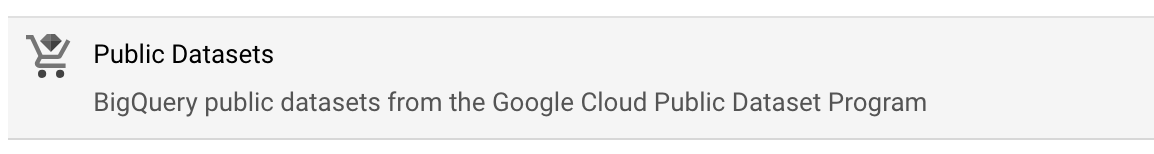 Public Datasets
BigQuery public datasets from the Google Cloud Public Dataset Program